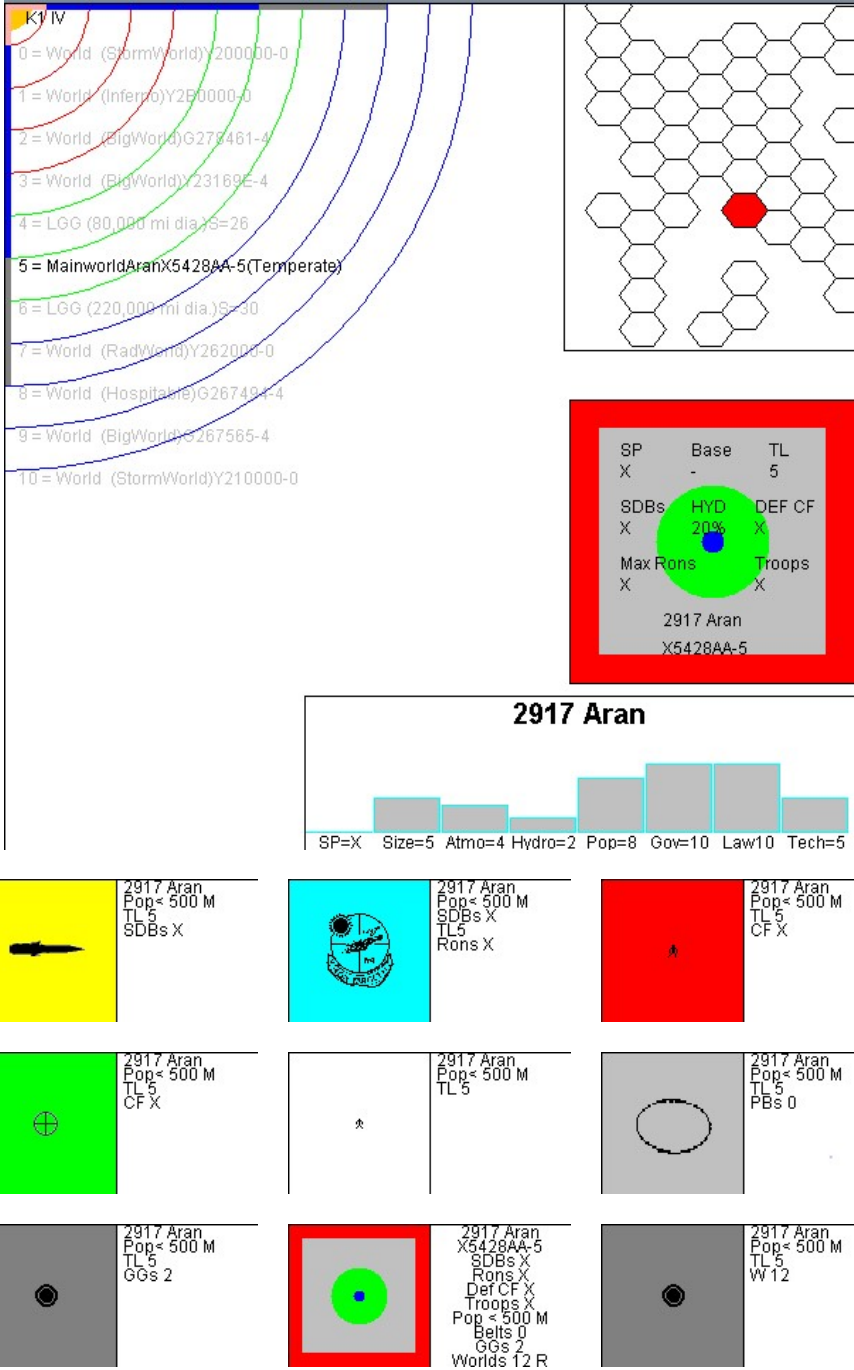 K1 IV
0 = World (StormWorld)Y200000-0
1 = World (Inferno)Y2B0000-0
2 = World (BigWorld)G278461-4
3 = World (BigWorld)Y23169E-4
4 = LGG (80,000 mi dia.)S=26
5 = MainworldAranX5428AA-5(Temperate)
6 = LGG (220,000 mi dia.)S=30
7 = World (RadWorld)Y262000-0
8 = World (Hospitable)G267494-4
9 = World (BigWorld)G267565-4
10 = World (StormWorld)Y210000-0
SP Base TL
X - 5
SDBs HYD DEF CF
X 20% X
Max Rons Troops
X X
2917 Aran
X5428AA-5
2917 Aran
SP=X Size=5 Atmo=4 Hydro=2 Pop=8 Gov=10 Law10 Tech=5
2917 Aran
Pop< 500 M
TL 5
SDBs X
2917 Aran
Pop< 500 M
SDBs X
TL5
Rons X
2917 Aran
Pop< 500 M
TL 5
CF X
2917 Aran
Pop< 500 M
TL 5
CF X
2917 Aran
Pop< 500 M
TL 5
2917 Aran
Pop< 500 M
TL 5
PBs 0
2917 Aran
Pop< 500 M
TL 5
GGs 2
2917 Aran
X5428AA-5
SDBs X
Rons X
Def CF X
Troops X
Pop < 500 M
Belts 0
GGs 2
Worlds 12 R
2917 Aran
Pop< 500 M
TL 5
W 12